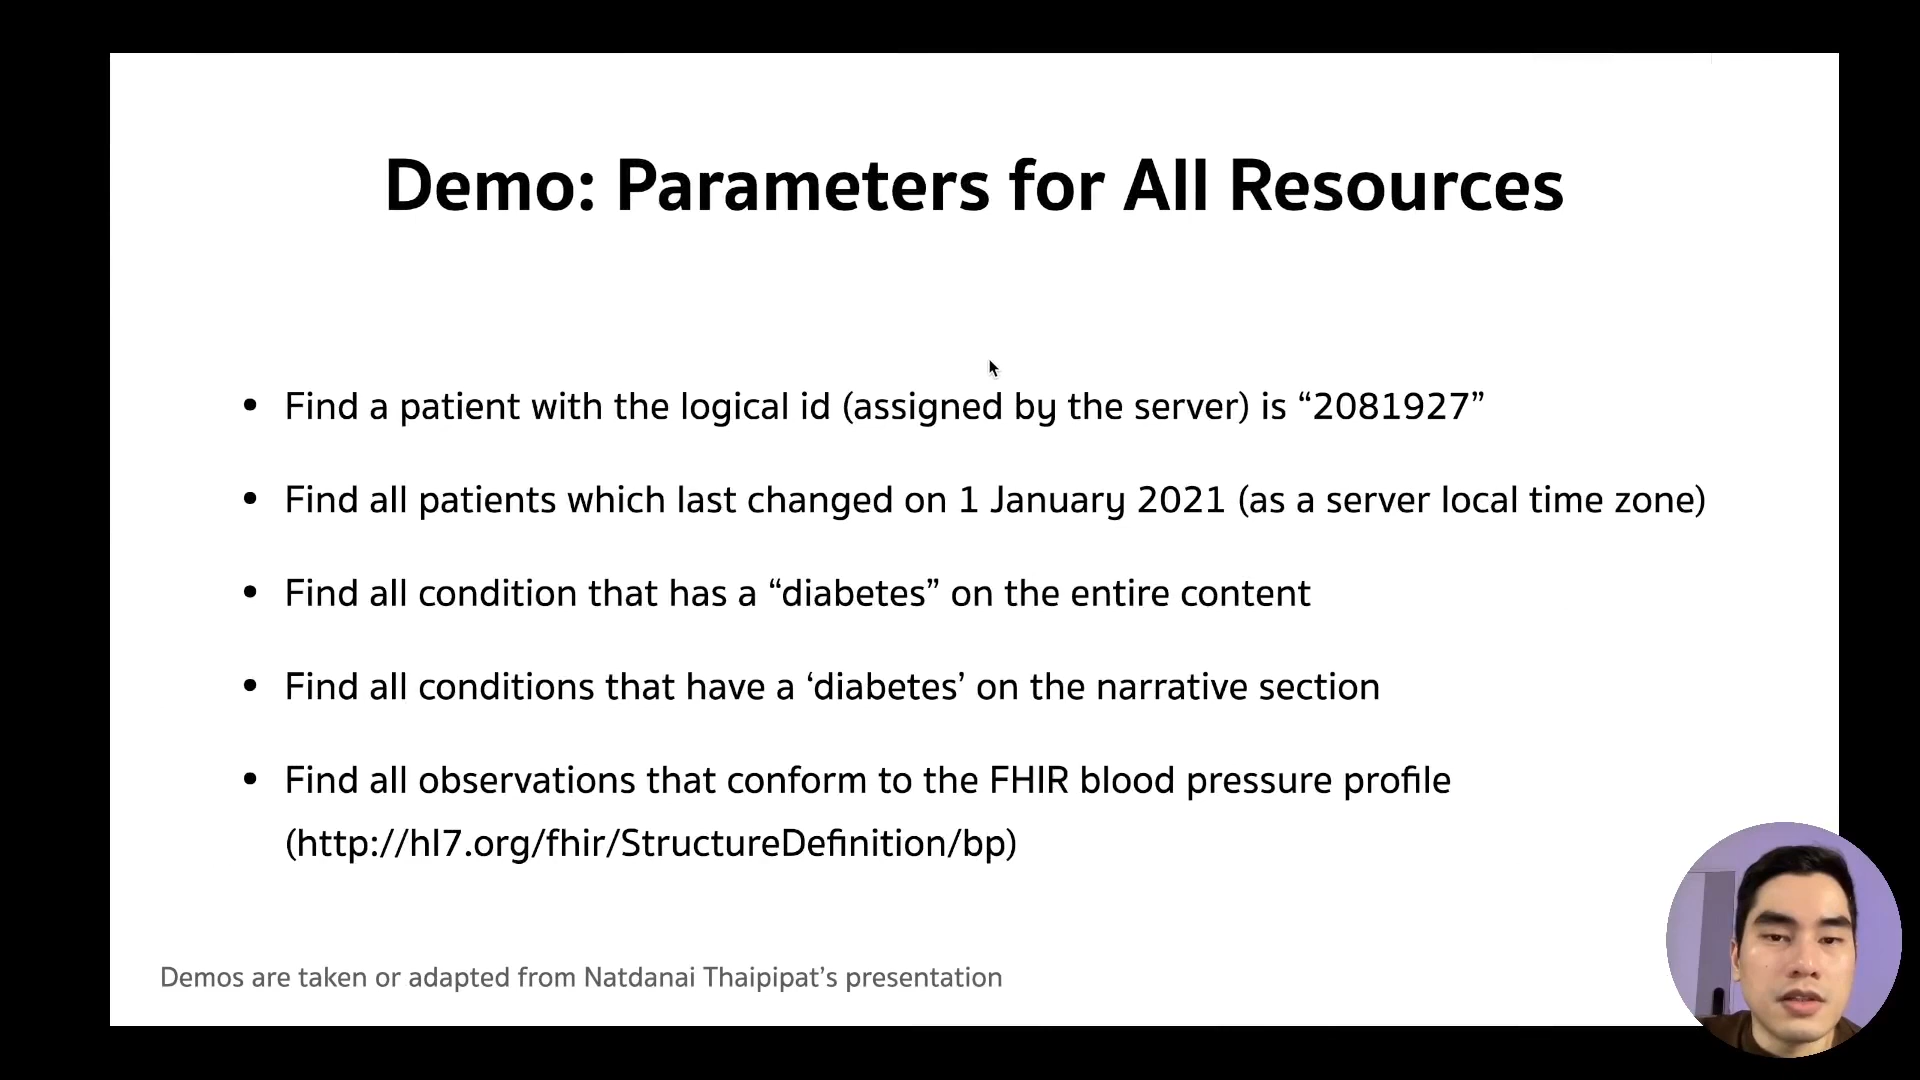 Demo: Parameters for All Resources
• Find a patient with the logical id (assigned by the server) is “2081927”
• Find all patients which last changed on 1 January 2021 (as a server local time zone)
• Find all condition that has a “diabetes” on the entire content
• Find all conditions that have a ‘diabetes’ on the narrative section
• Find all observations that conform to the FHIR blood pressure profile
(http://hl7.org/fhir/StructureDefinition/bp)
Demos are taken or adapted from Natdanai Thaipipat’s presentation